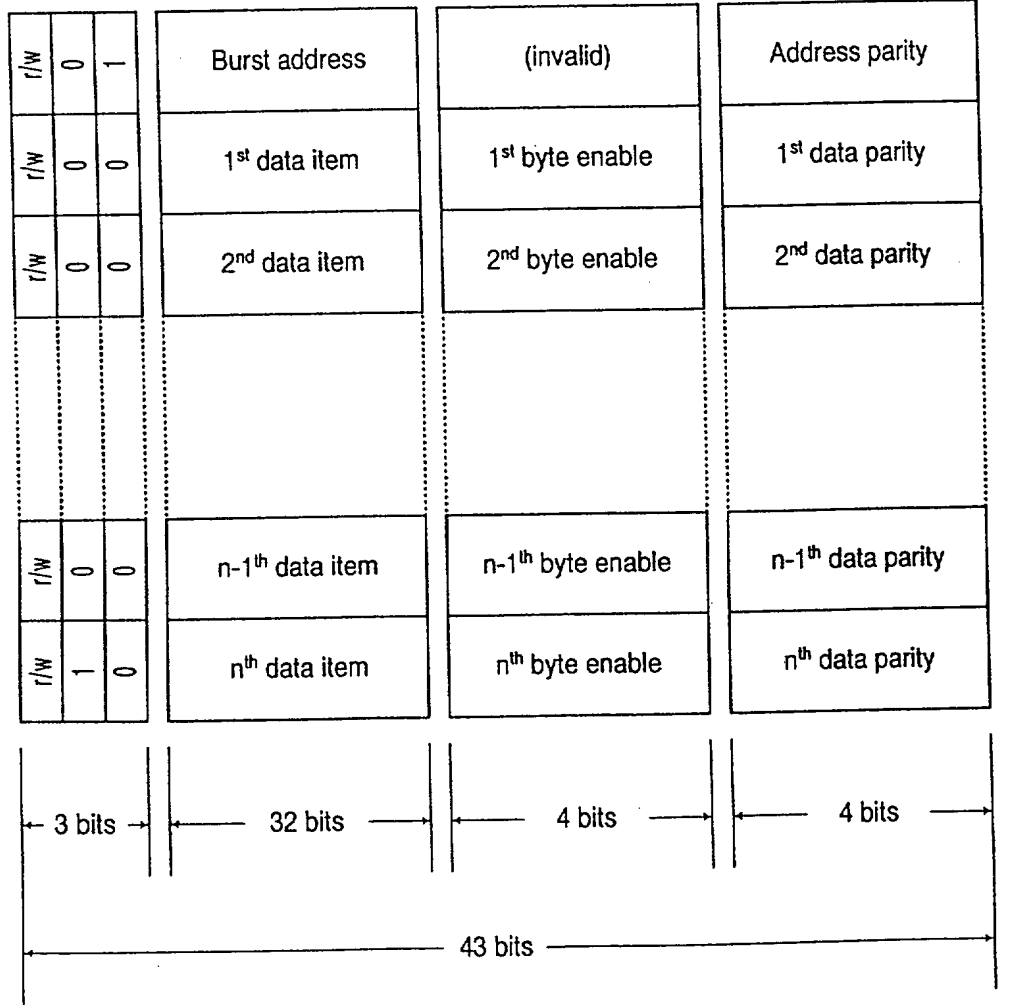 r/w 0 1 Burst address (invalid) Address parity
r/w 0 0 1st data item 1st byte enable 1st data parity
r/w 0 0 2nd data item 2nd byte enable 2nd data parity
r/w 0 0 n-1th data item n-1th byte enable n-1th data parity
r/w 1 0 nth data item nth byte enable nth data parity
3 bits 32 bits 4 bits 4 bits
43 bits